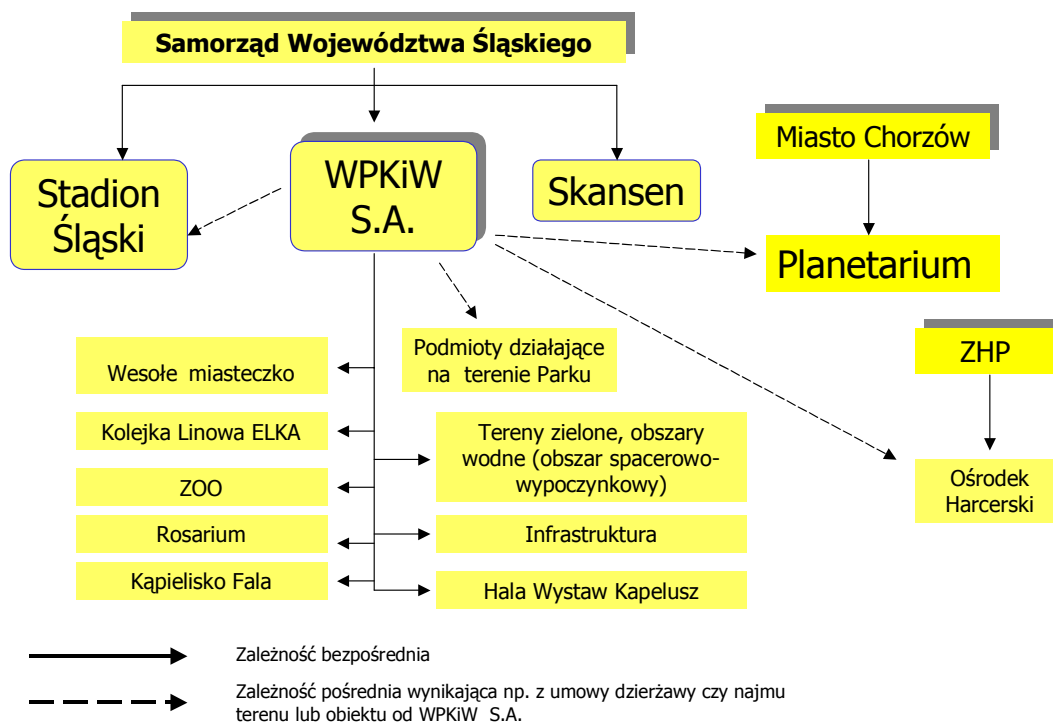 Samorząd Województwa Śląskiego
Stadion
Śląski
WPKiW
S.A.
Skansen
Miasto Chorzów
Planetarium
ZHP
Ośrodek
Harcerski
Podmioty działające
na terenie Parku
Wesołe miasteczko
Kolejka Linowa ELKA
ZOO
Rosarium
Kąpielisko Fala
Tereny zielone, obszary
wodne (obszar spacerowo-
wypoczynkowy)
Infrastruktura
Hala Wystaw Kapelusz
Zależność bezpośrednia
Zależność pośrednia wynikająca np. z umowy dzierżawy czy najmu
terenu lub obiektu od WPKiW S.A.